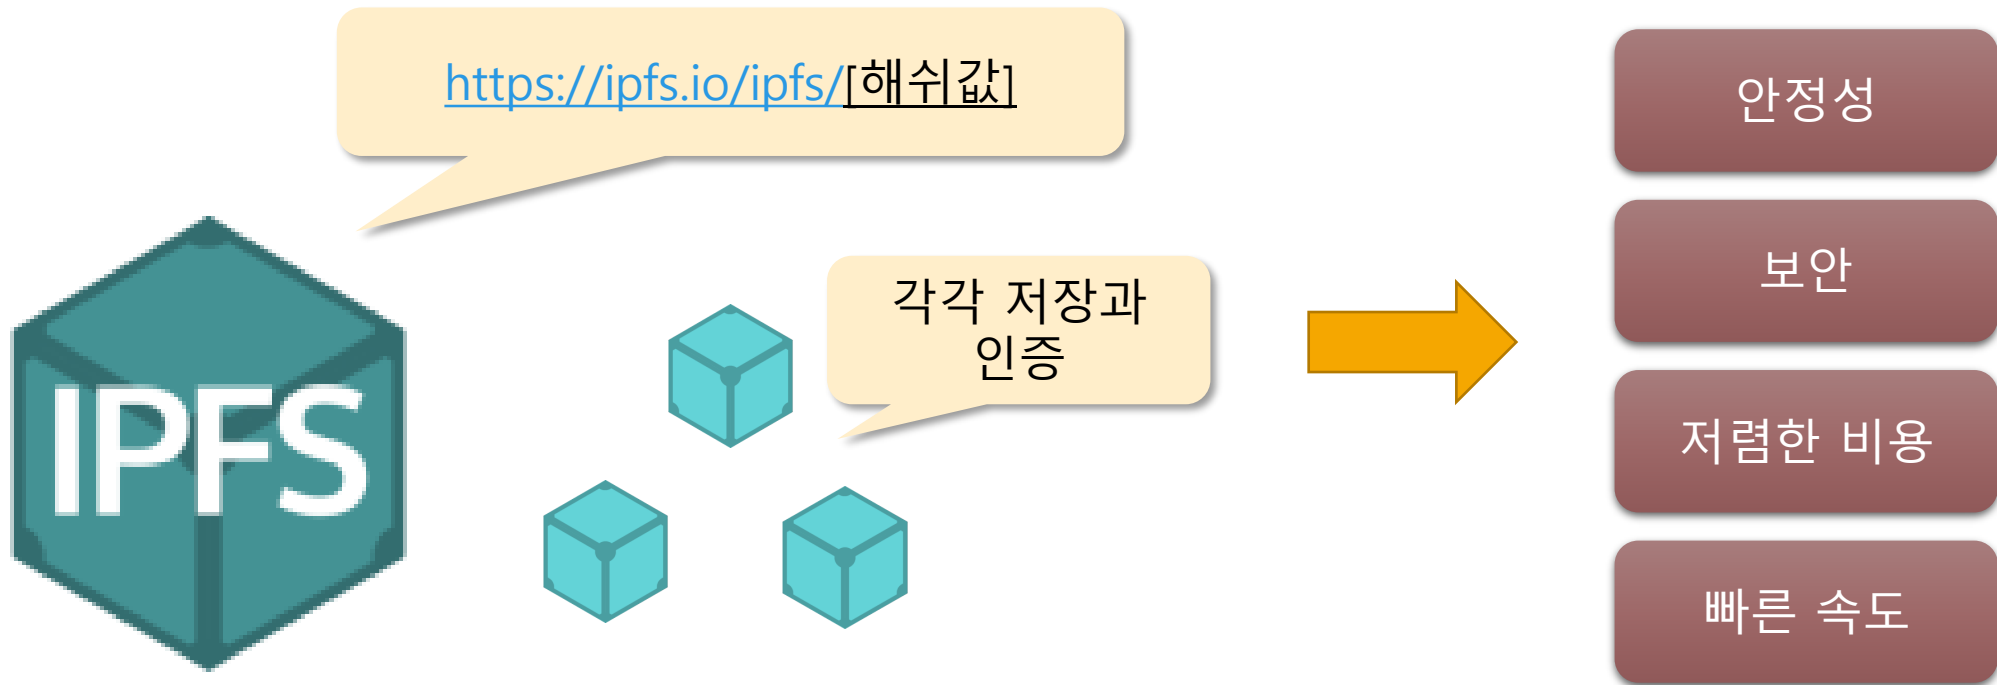 https://ipfs.io/ipfs/[해쉬값]
IPFS
각각 저장과
인증
안정성
보안
저렴한 비용
빠른 속도